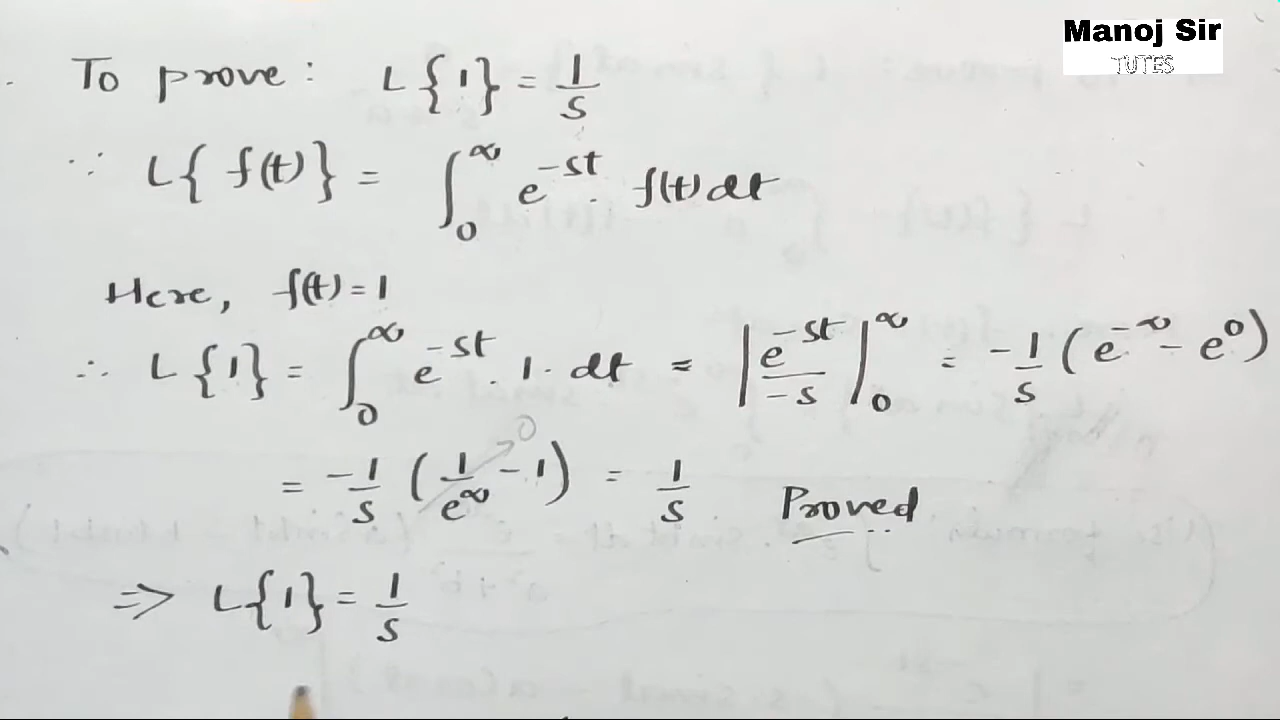 Manoj Sir
TUTES
To prove: L{1} = 1/s
∵ L{f(t)} = ∫₀^∞ e^-st . f(t) dt
Here, f(t) = 1
∴ L{1} = ∫₀^∞ e^-st . 1 . dt = |e^-st/-s|₀^∞ = -1/s (e^-∞ - e^0)
= -1/s (1/e^∞ → 0 - 1) = 1/s Proved
⇒ L{1} = 1/s